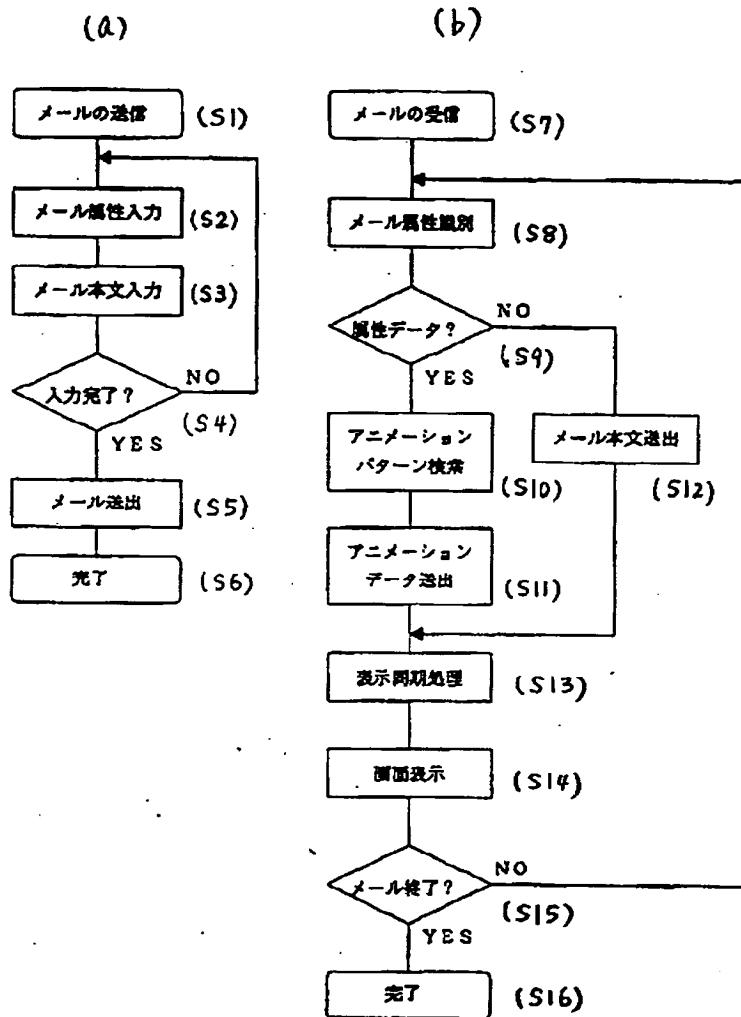 (a)
メールの送信 (S1)
メール属性入力 (S2)
メール本文入力 (S3)
入力完了? NO (S4)
YES
メール送出 (S5)
完了 (S6)
(b)
メールの受信 (S7)
メール属性識別 (S8)
属性データ? NO (S9)
YES
アニメーション
パターン検索 (S10)
メール本文送出 (S12)
アニメーション
データ送出 (S11)
表示同期処理 (S13)
画面表示 (S14)
メール終了? NO (S15)
YES
完了 (S16)